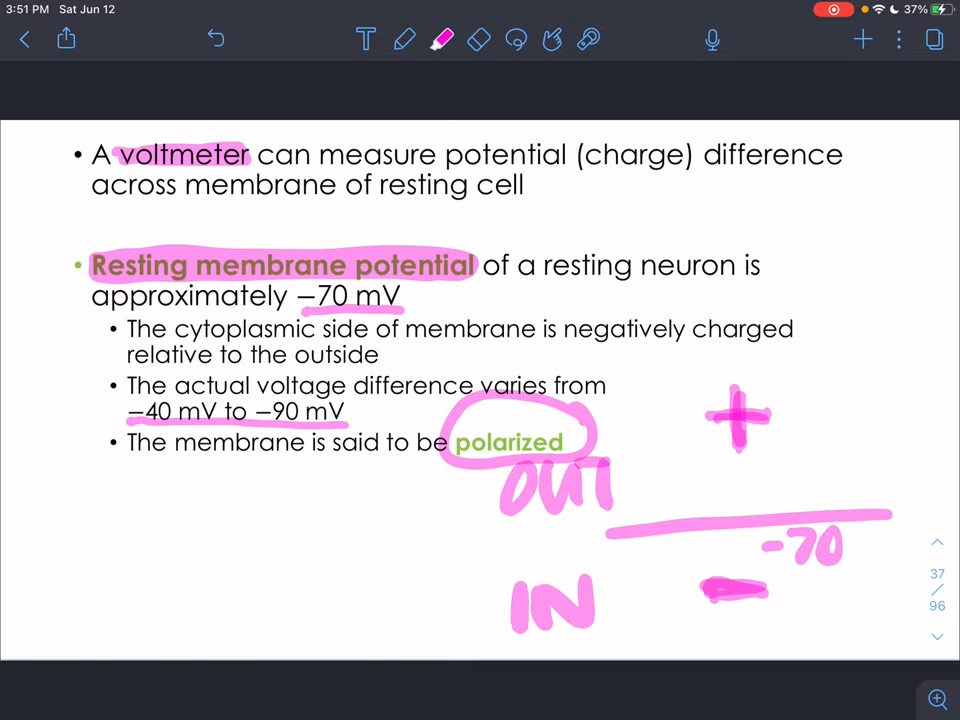 3:51 PM Sat Jun 12 37%
T
• A voltmeter can measure potential (charge) difference
across membrane of resting cell
• Resting membrane potential of a resting neuron is
approximately −70 mV
• The cytoplasmic side of membrane is negatively charged
relative to the outside
• The actual voltage difference varies from
−40 mV to −90 mV
• The membrane is said to be polarized
+
OUT
-70
IN
−
37
/
96